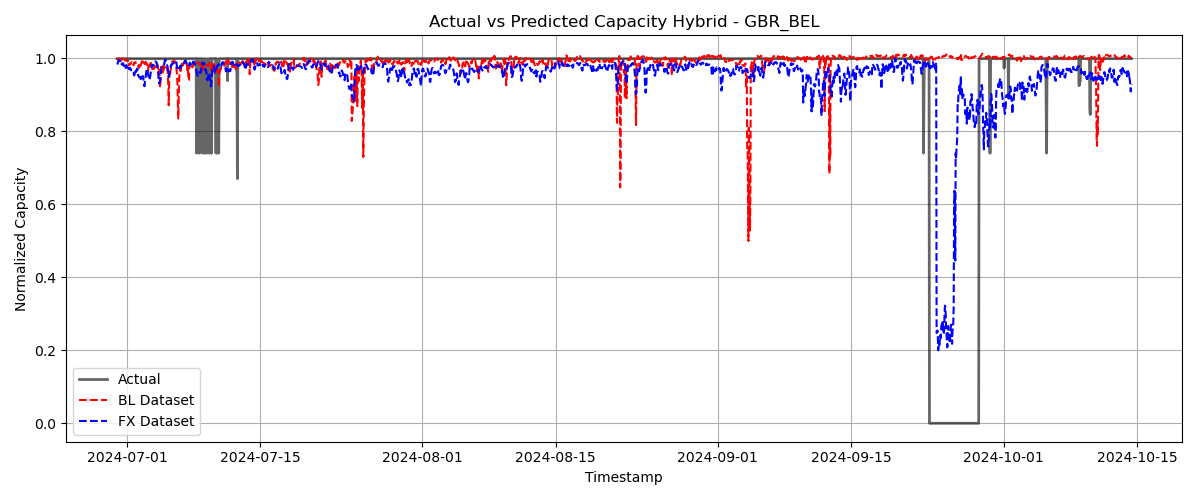 Actual vs Predicted Capacity Hybrid - GBR_BEL
Normalized Capacity
1.0
0.8
0.6
0.4
0.2
0.0
Actual
BL Dataset
FX Dataset
2024-07-01
2024-07-15
2024-08-01
2024-08-15
2024-09-01
2024-09-15
2024-10-01
2024-10-15
Timestamp